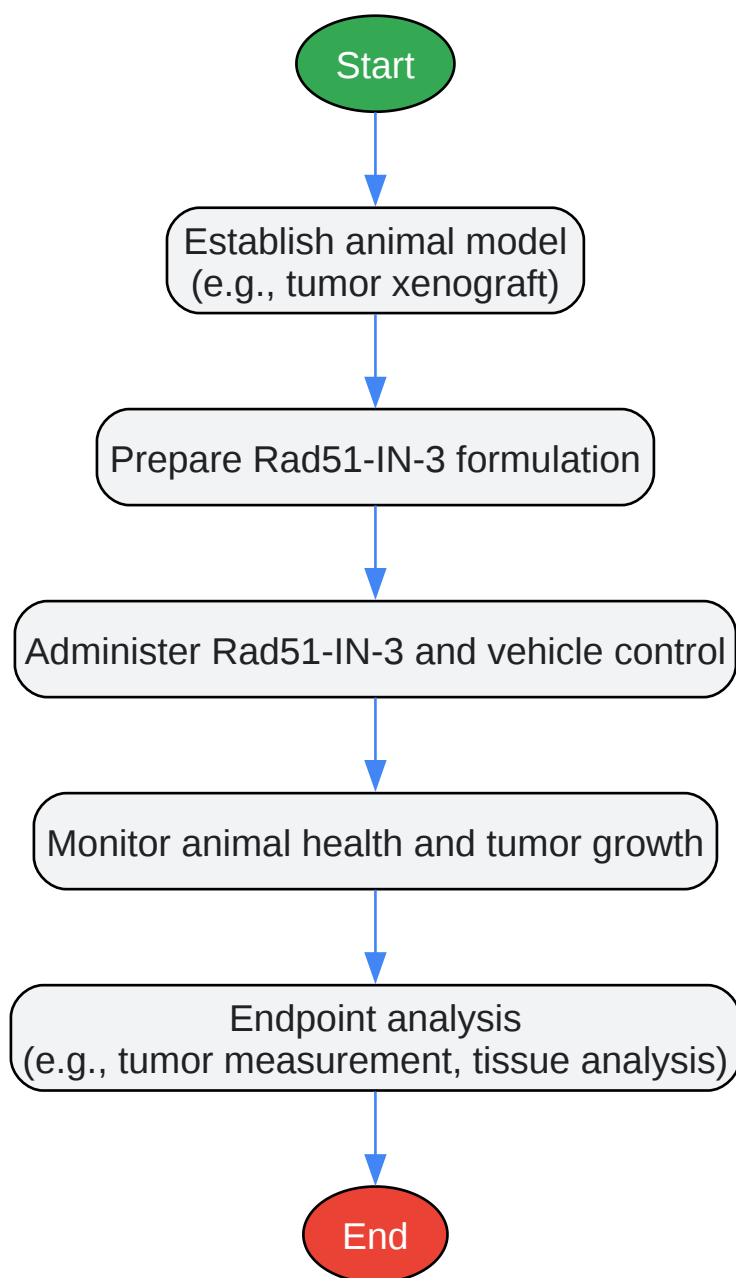 Start
Establish animal model
(e.g., tumor xenograft)
Prepare Rad51-IN-3 formulation
Administer Rad51-IN-3 and vehicle control
Monitor animal health and tumor growth
Endpoint analysis
(e.g., tumor measurement, tissue analysis)
End